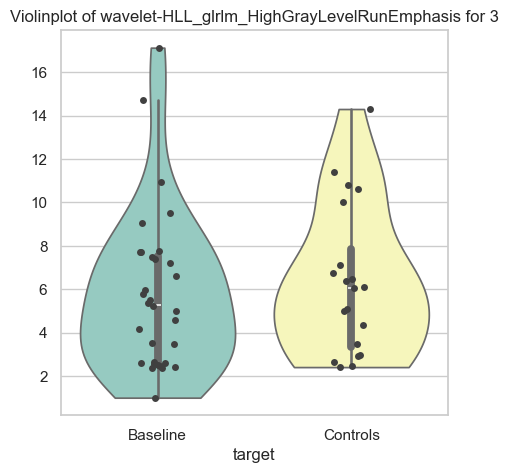 Violinplot of wavelet-HLL_glrlm_HighGrayLevelRunEmphasis for 3
16
14
12
10
8
6
4
2
Baseline
Controls
target